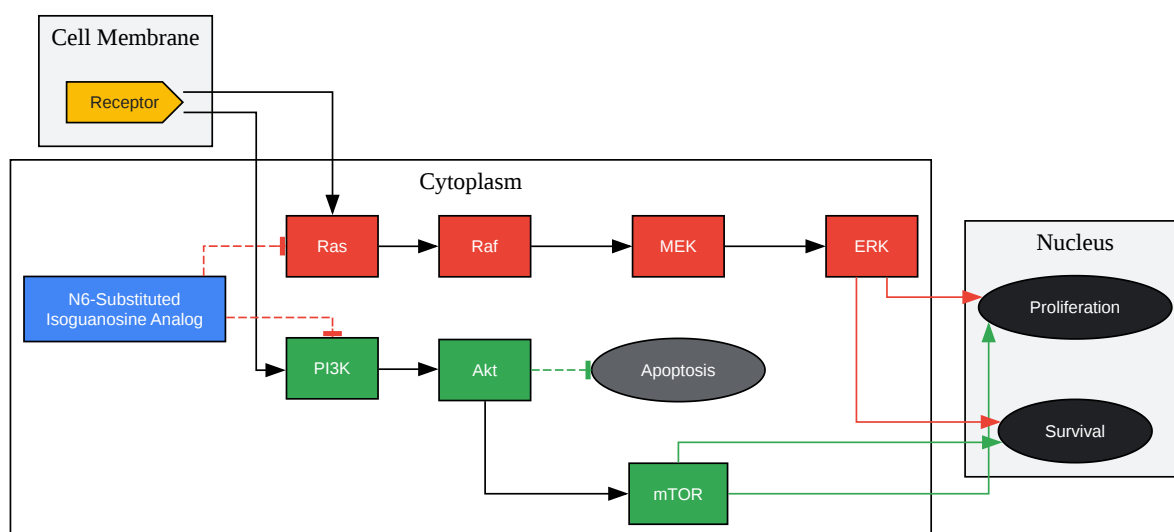 Cell Membrane
Receptor
Cytoplasm
Ras
Raf
MEK
ERK
Nucleus
N6-Substituted
Isoguanosine Analog
Proliferation
PI3K
Akt
Apoptosis
Survival
mTOR